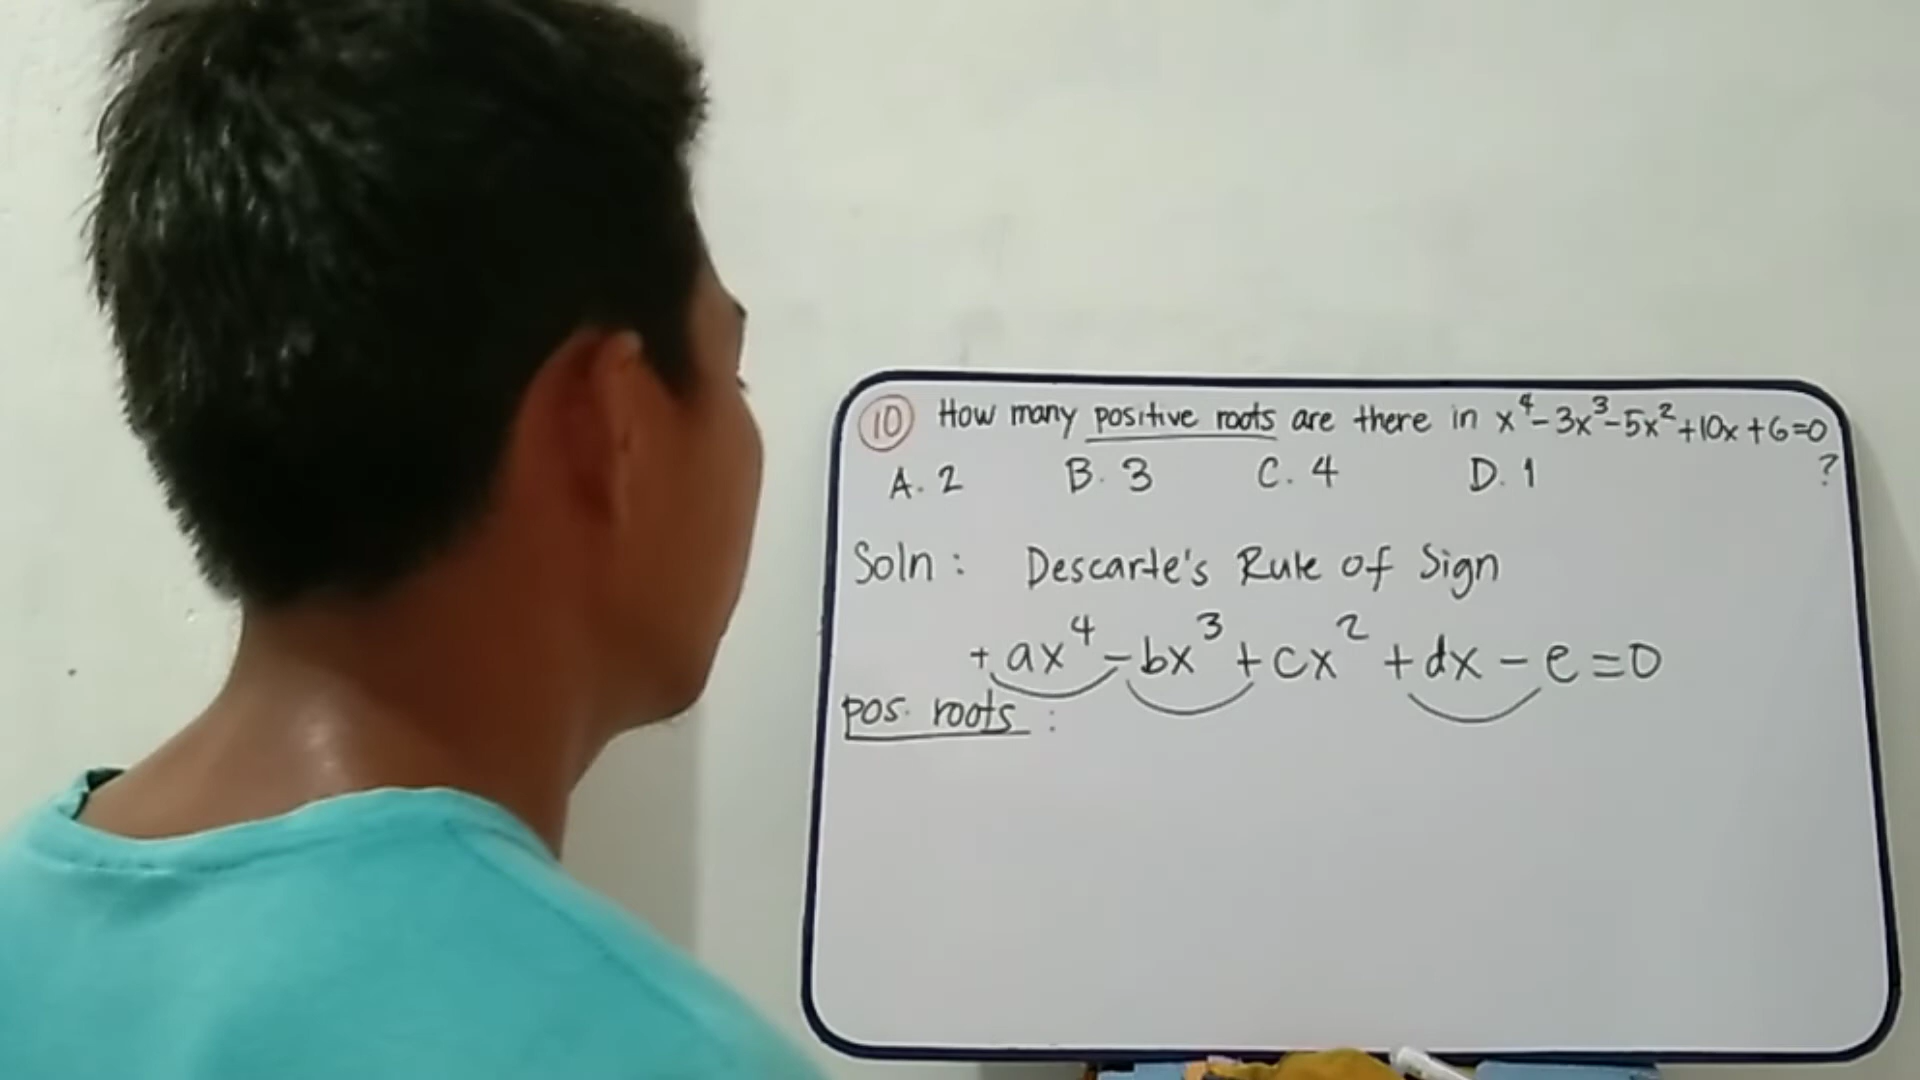 10 How many positive roots are there in x⁴-3x³-5x²+10x+6=0
A. 2 B. 3 C. 4 D. 1 ?
Soln : Descarte's Rule of Sign
+ax⁴-bx³+cx²+dx-e=0
pos. roots :